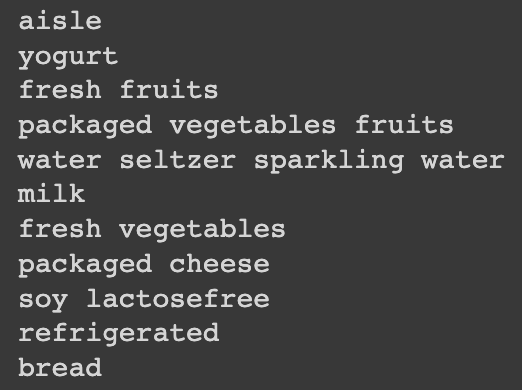 aisle
yogurt
fresh fruits
packaged vegetables fruits
water seltzer sparkling water
milk
fresh vegetables
packaged cheese
soy lactosefree
refrigerated
bread